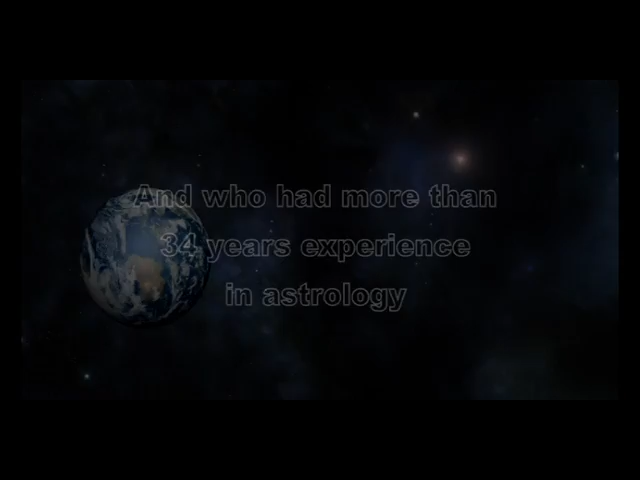 And who had more than
34 years experience
in astrology